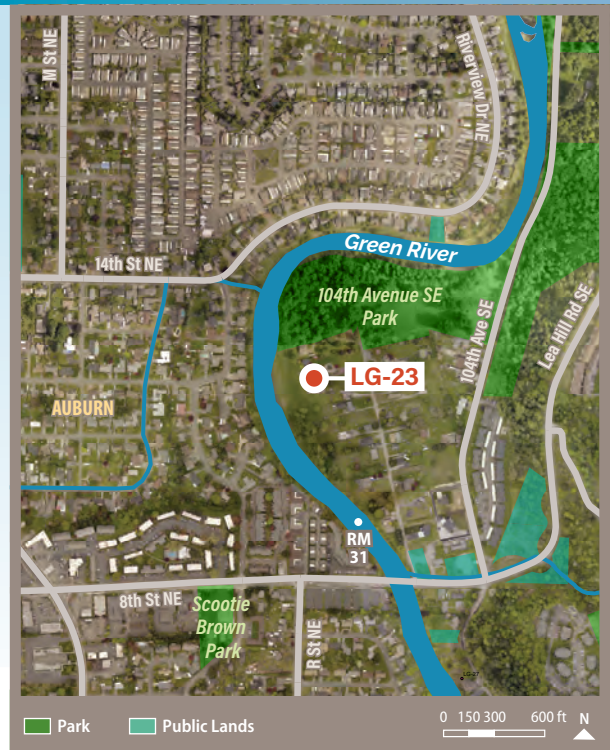 M St NE
Riverview Dr NE
Green River
14th St NE
104th Avenue SE
Park
104th Ave SE
Lea Hill Rd SE
LG-23
AUBURN
RM
31
8th St NE
Scootie
Brown
Park
R St NE
LG-27
Park
Public Lands
0 150 300 600 ft
N